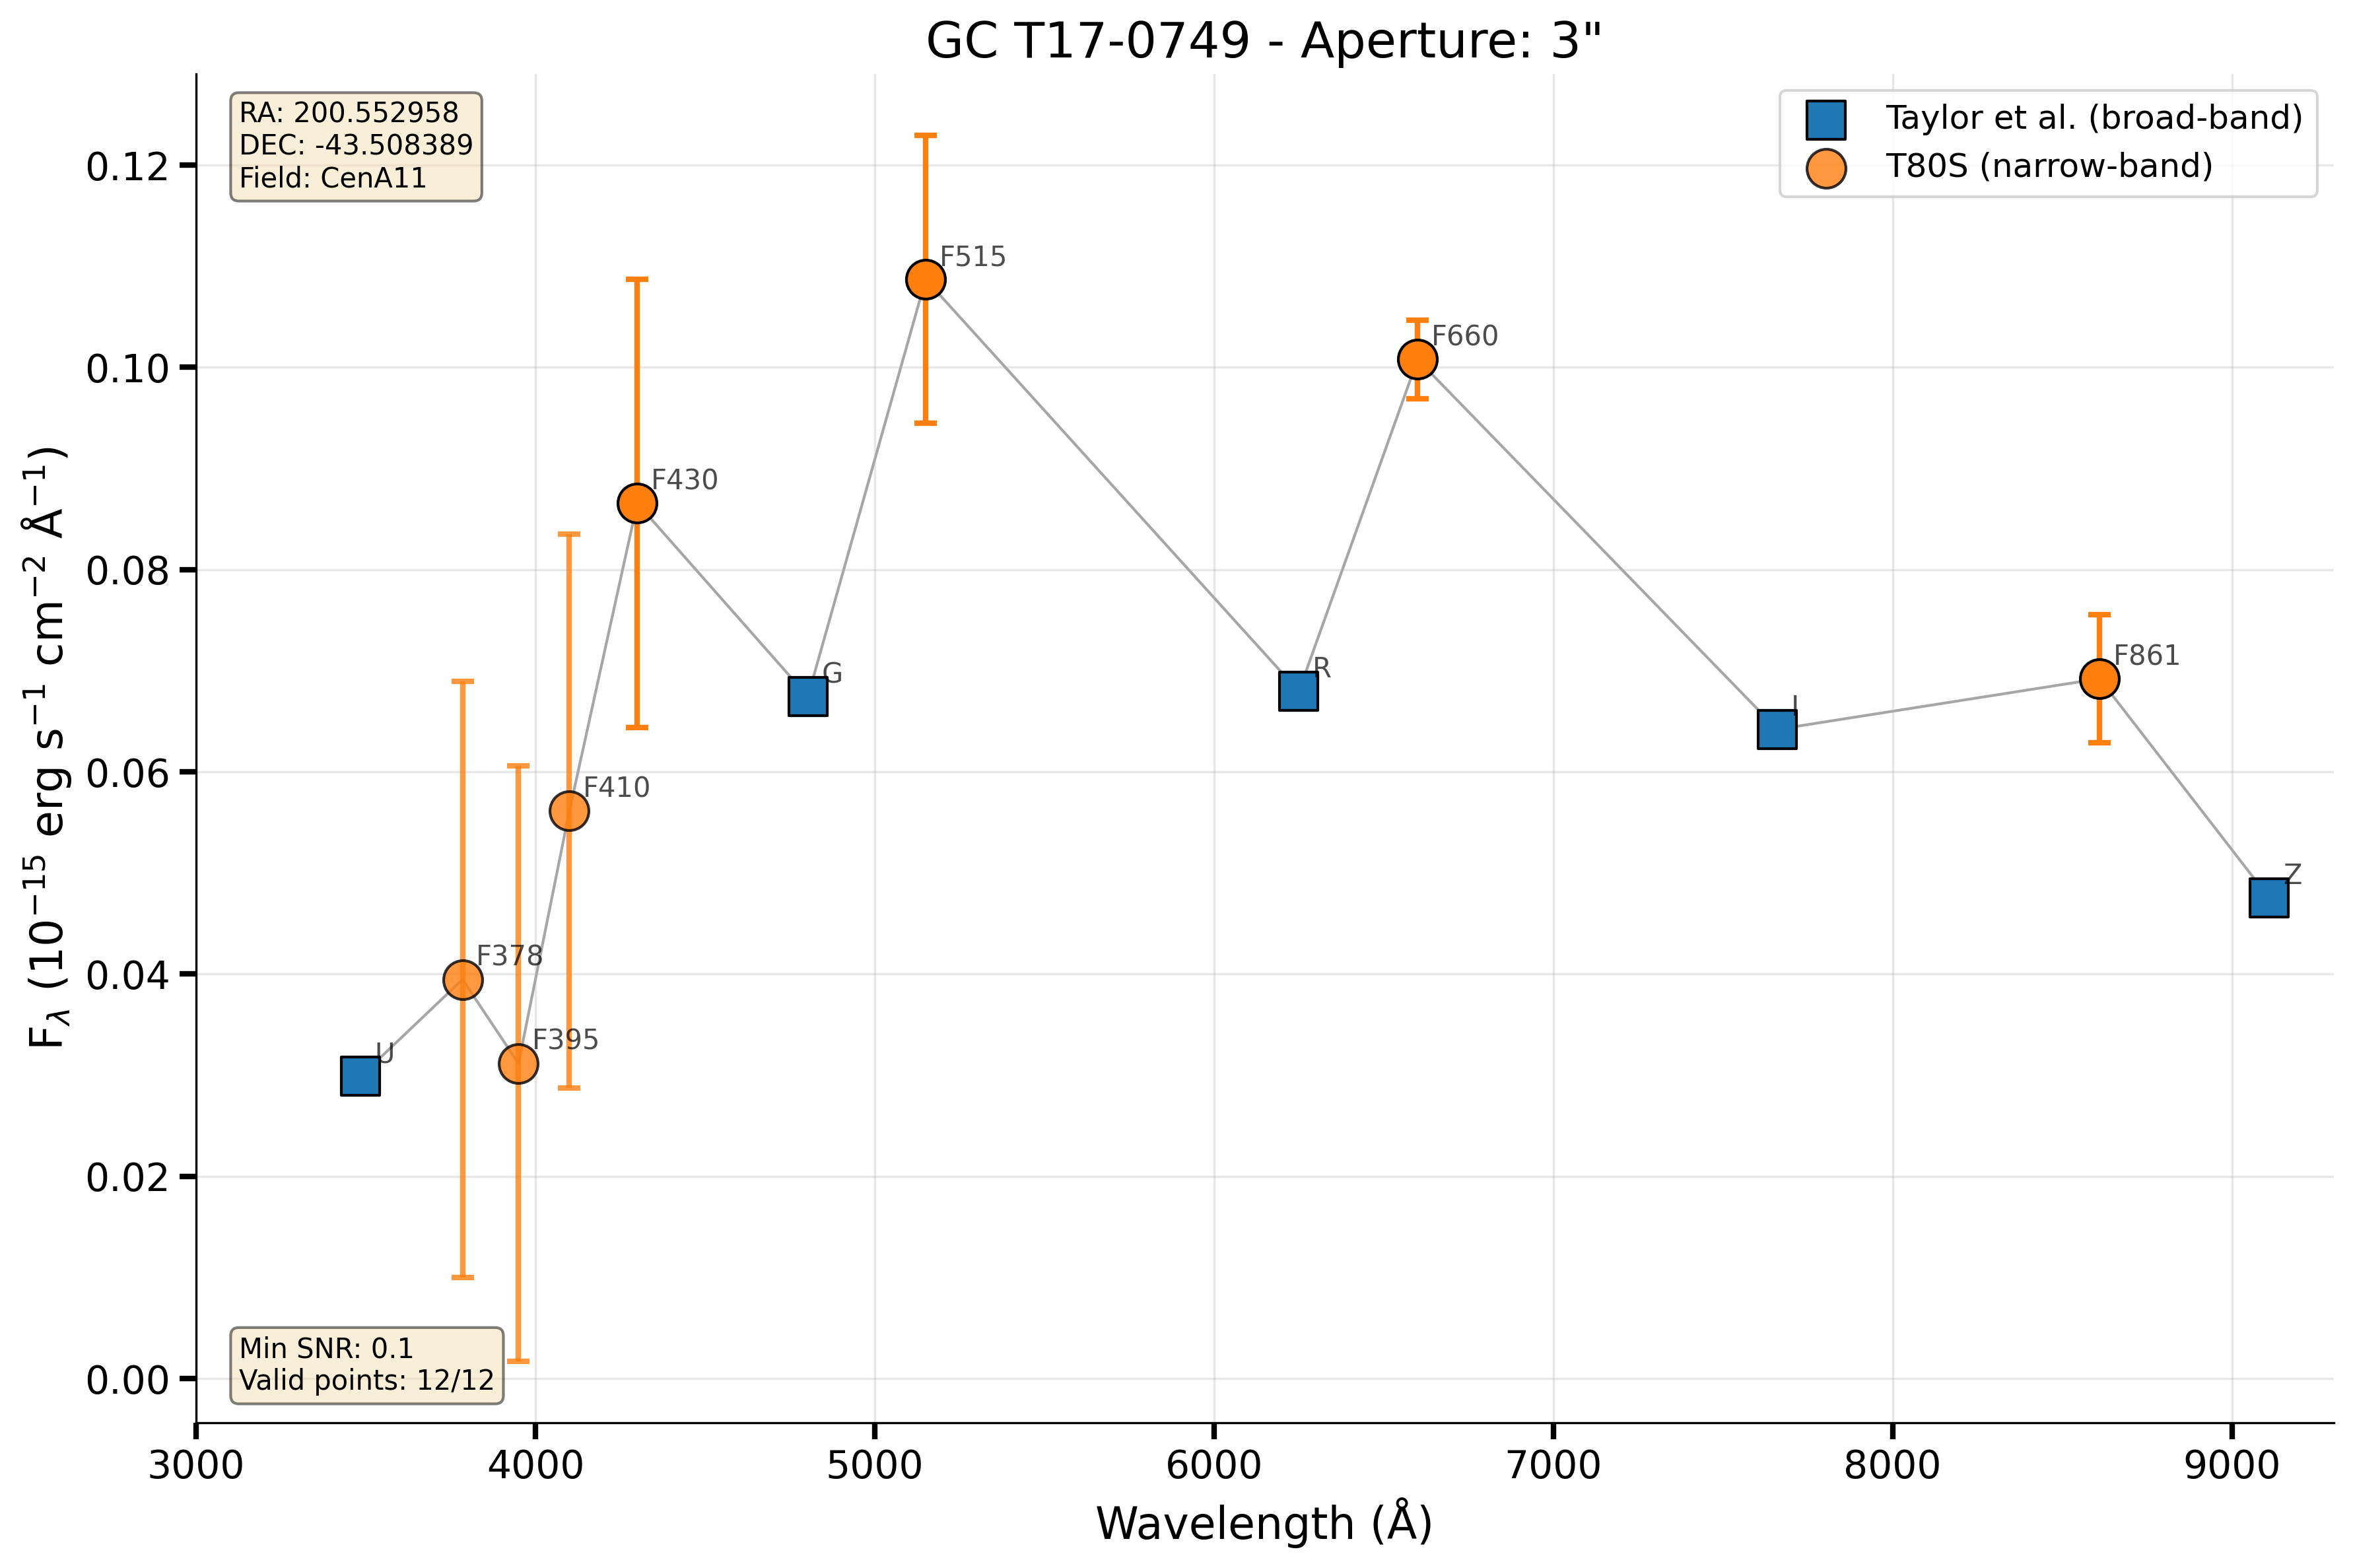 GC T17-0749 - Aperture: 3"
RA: 200.552958
DEC: -43.508389
Field: CenA11
Taylor et al. (broad-band)
T80S (narrow-band)
0.12
0.10
0.08
0.06
0.04
0.02
0.00
F_λ (10⁻¹⁵ erg s⁻¹ cm⁻² Å⁻¹)
U
F378
F395
F410
F430
G
F515
R
F660
I
F861
Z
Min SNR: 0.1
Valid points: 12/12
3000 4000 5000 6000 7000 8000 9000
Wavelength (Å)